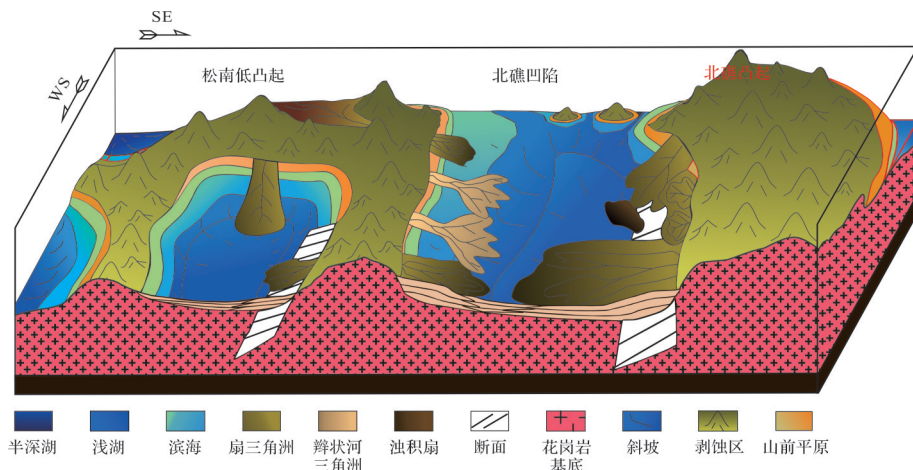 SE
WS
松南低凸起
北礁凹陷
北礁凸起
半深湖
浅湖
滨海
扇三角洲
辫状河
三角洲
浊积扇
断面
花岗岩
基底
斜坡
剥蚀区
山前平原